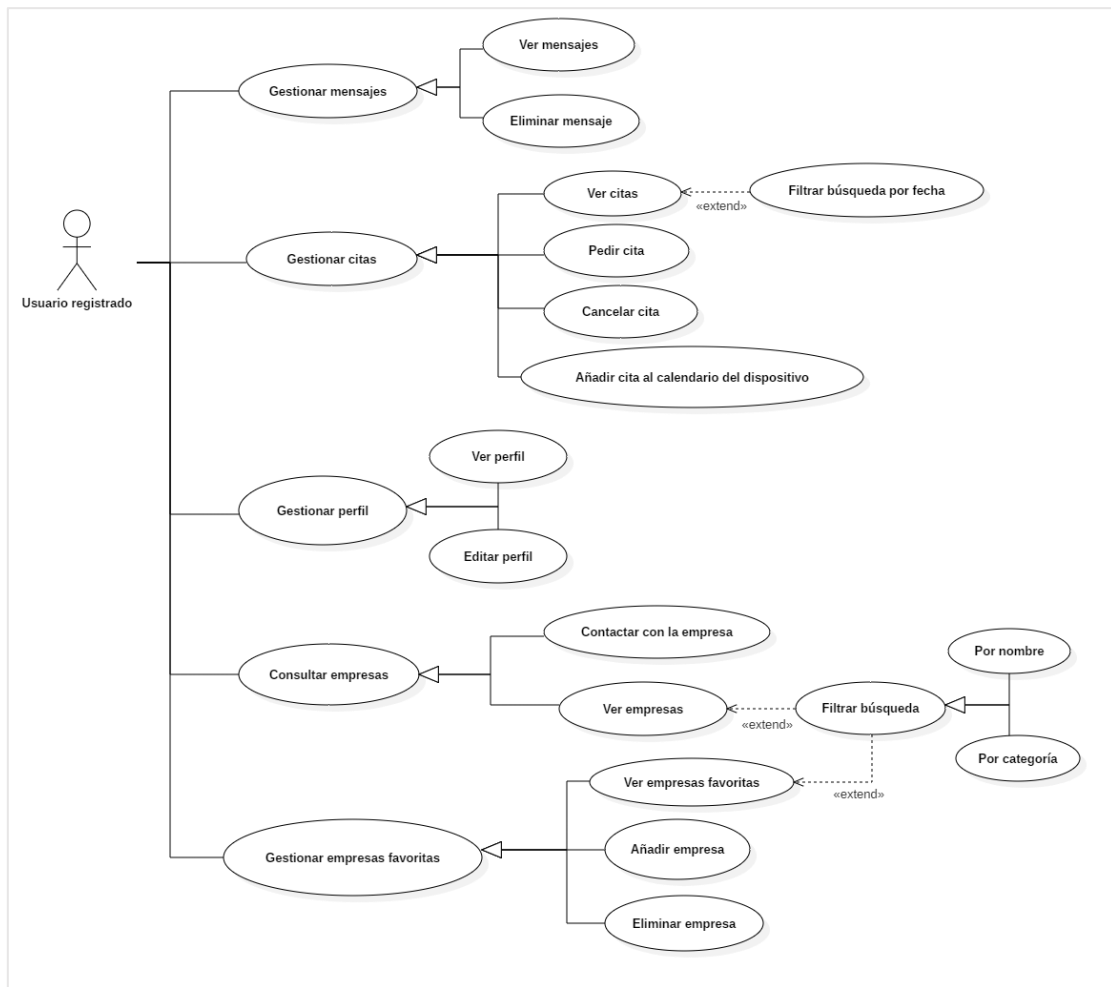 Ver mensajes
Gestionar mensajes
Eliminar mensaje
Ver citas
«extend»
Filtrar búsqueda por fecha
Pedir cita
Gestionar citas
Usuario registrado
Cancelar cita
Añadir cita al calendario del dispositivo
Ver perfil
Gestionar perfil
Editar perfil
Contactar con la empresa
Por nombre
Consultar empresas
Ver empresas
«extend»
Filtrar búsqueda
Por categoría
Ver empresas favoritas
«extend»
Gestionar empresas favoritas
Añadir empresa
Eliminar empresa